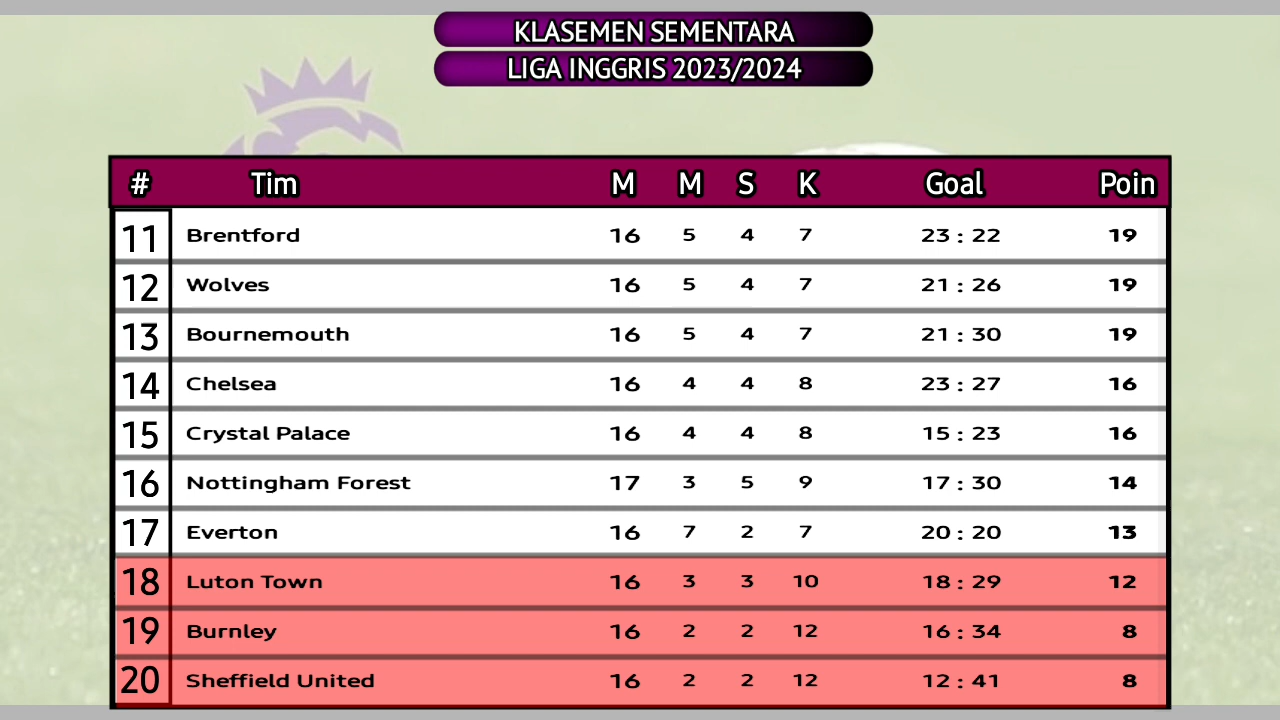 KLASEMEN SEMENTARA
LIGA INGGRIS 2023/2024
# Tim M M S K Goal Poin
11 Brentford 16 5 4 7 23 : 22 19
12 Wolves 16 5 4 7 21 : 26 19
13 Bournemouth 16 5 4 7 21 : 30 19
14 Chelsea 16 4 4 8 23 : 27 16
15 Crystal Palace 16 4 4 8 15 : 23 16
16 Nottingham Forest 17 3 5 9 17 : 30 14
17 Everton 16 7 2 7 20 : 20 13
18 Luton Town 16 3 3 10 18 : 29 12
19 Burnley 16 2 2 12 16 : 34 8
20 Sheffield United 16 2 2 12 12 : 41 8